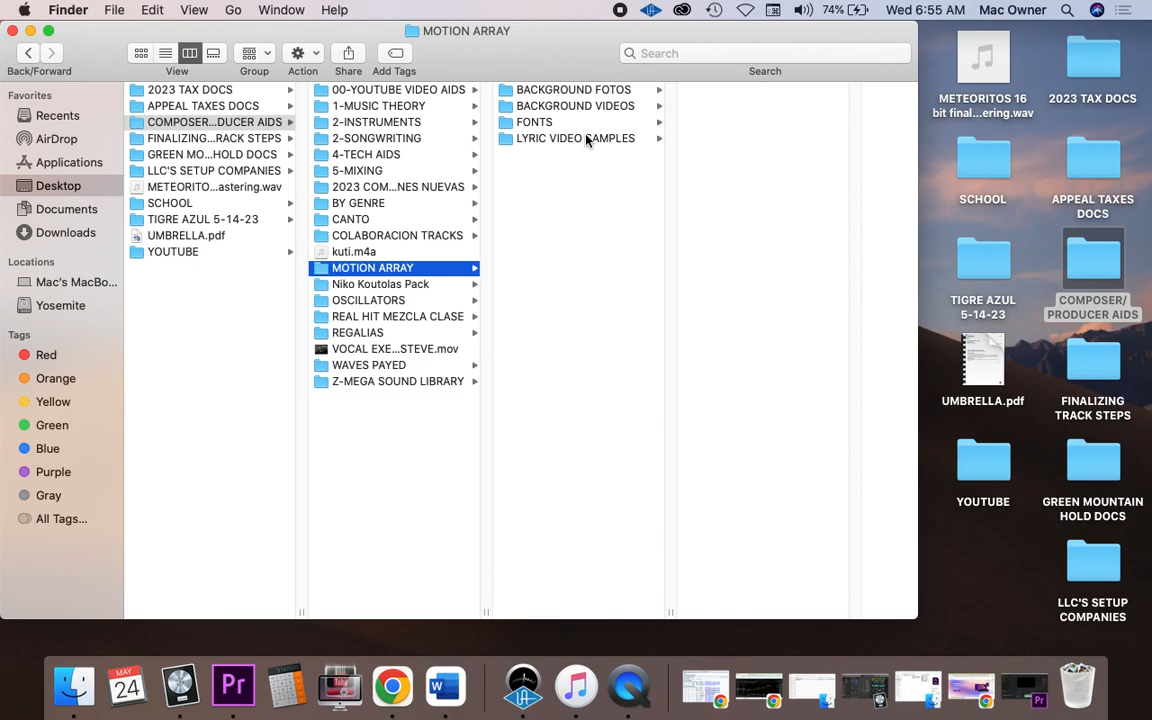 Finder File Edit View Go Window Help 74% Wed 6:55 AM Mac Owner
MOTION ARRAY
Search
Back/Forward View Group Action Share Add Tags Search
Favorites
Recents
AirDrop
Applications
Desktop
Documents
Downloads
Locations
Mac's MacBo...
Yosemite
Tags
Red
Orange
Yellow
Green
Blue
Purple
Gray
All Tags...
2023 TAX DOCS
APPEAL TAXES DOCS
COMPOSER...DUCER AIDS
FINALIZING...RACK STEPS
GREEN MO...HOLD DOCS
LLC'S SETUP COMPANIES
METEORITO...astering.wav
SCHOOL
TIGRE AZUL 5-14-23
UMBRELLA.pdf
YOUTUBE
00-YOUTUBE VIDEO AIDS
1-MUSIC THEORY
2-INSTRUMENTS
2-SONGWRITING
4-TECH AIDS
5-MIXING
2023 COM...NES NUEVAS
BY GENRE
CANTO
COLABORACION TRACKS
kuti.m4a
MOTION ARRAY
Niko Koutolas Pack
OSCILLATORS
REAL HIT MEZCLA CLASE
REGALIAS
VOCAL EXE...STEVE.mov
WAVES PAYED
Z-MEGA SOUND LIBRARY
BACKGROUND FOTOS
BACKGROUND VIDEOS
FONTS
LYRIC VIDEO SAMPLES
METEORITOS 16
bit final...ering.wav
2023 TAX DOCS
SCHOOL
APPEAL TAXES
DOCS
TIGRE AZUL
5-14-23
COMPOSER/
PRODUCER AIDS
UMBRELLA.pdf
FINALIZING
TRACK STEPS
YOUTUBE
GREEN MOUNTAIN
HOLD DOCS
LLC'S SETUP
COMPANIES
MAY
24
Pr
W
Pr